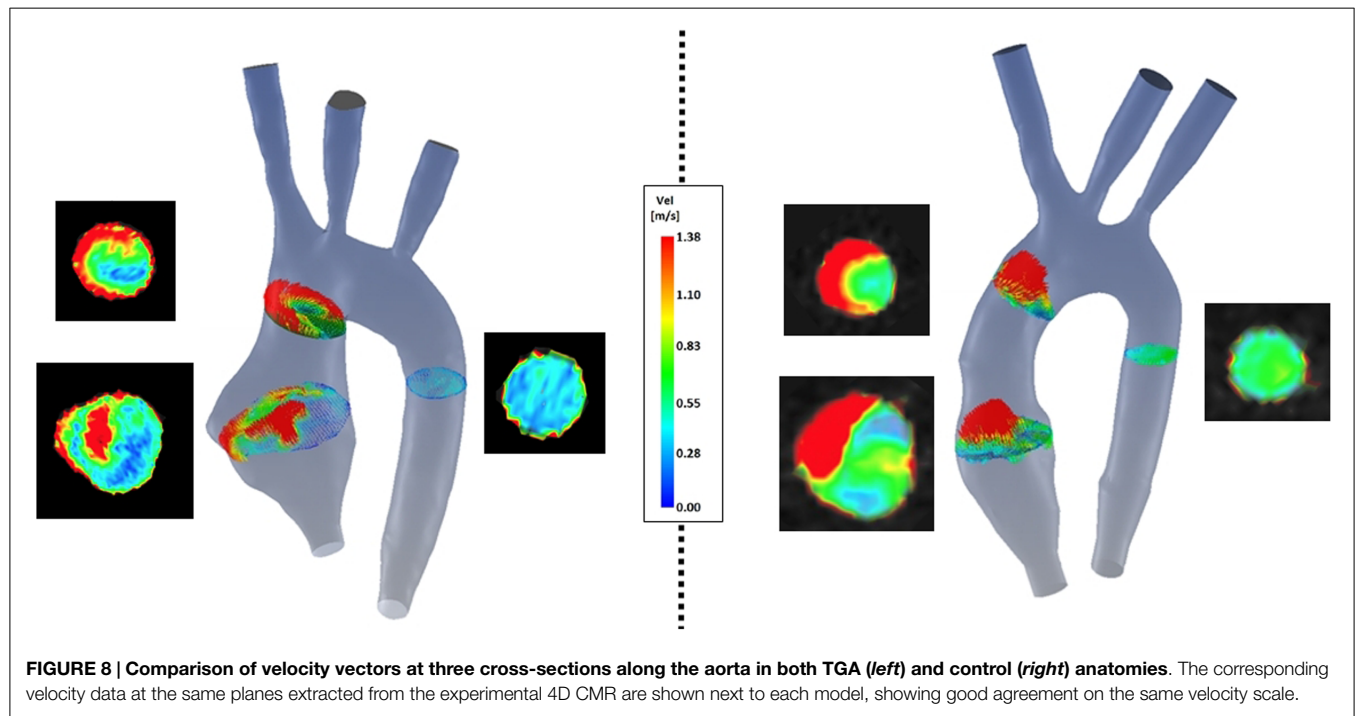 Vel
[m/s]
1.38
1.10
0.83
0.55
0.28
0.00
FIGURE 8 | Comparison of velocity vectors at three cross-sections along the aorta in both TGA (left) and control (right) anatomies. The corresponding
velocity data at the same planes extracted from the experimental 4D CMR are shown next to each model, showing good agreement on the same velocity scale.